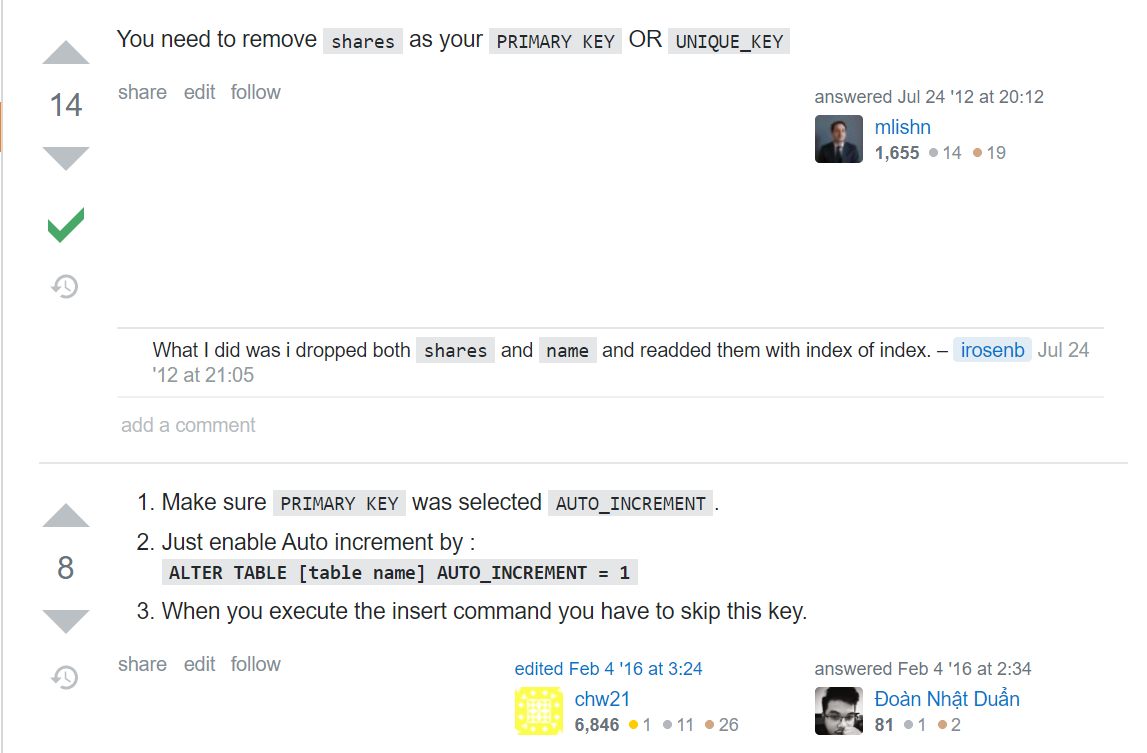 You need to remove shares as your PRIMARY KEY OR UNIQUE_KEY
share edit follow
answered Jul 24 '12 at 20:12
14
mlishn
1,655 14 19
What I did was i dropped both shares and name and readded them with index of index. – irosenb Jul 24
'12 at 21:05
add a comment
1. Make sure PRIMARY KEY was selected AUTO_INCREMENT.
2. Just enable Auto increment by :
8
ALTER TABLE [table name] AUTO_INCREMENT = 1
3. When you execute the insert command you have to skip this key.
share edit follow
edited Feb 4 '16 at 3:24
chw21
6,846 1 11 26
answered Feb 4 '16 at 2:34
Đoàn Nhật Duẩn
81 1 2